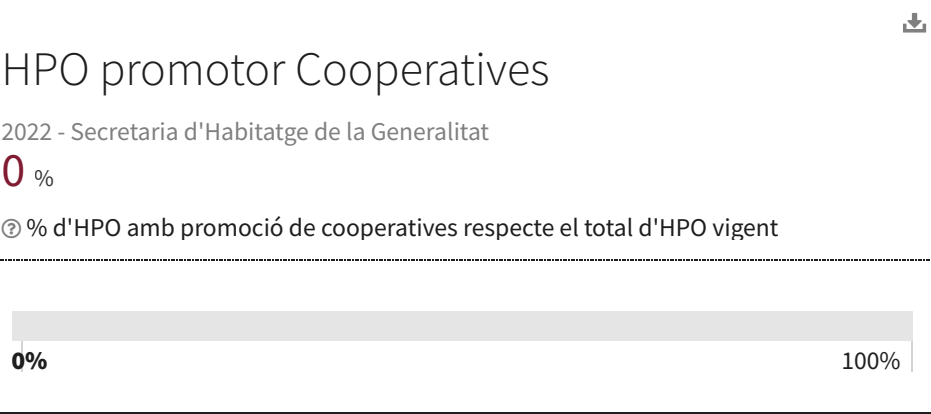 HPO promotor Cooperatives
2022 - Secretaria d'Habitatge de la Generalitat
0 %
% d'HPO amb promoció de cooperatives respecte el total d'HPO vigent
0% 100%